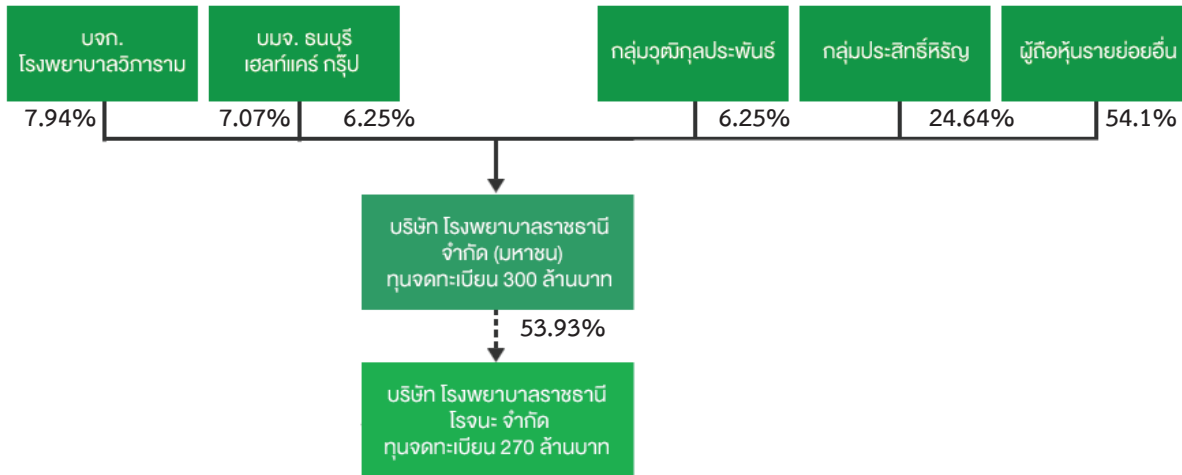 บจก.
โรงพยาบาลวิภาราม
บมจ. ธนบุรี
เฮลท์แคร์ กรุ๊ป
กลุ่มวุฒิกุลประพันธ์
กลุ่มประสิทธิ์หิรัญ
ผู้ถือหุ้นรายย่อยอื่น
7.94%
7.07%
6.25%
6.25%
24.64%
54.1%
บริษัท โรงพยาบาลราชธานี
จำกัด (มหาชน)
ทุนจดทะเบียน 300 ล้านบาท
53.93%
บริษัท โรงพยาบาลราชธานี
โรจนะ จำกัด
ทุนจดทะเบียน 270 ล้านบาท